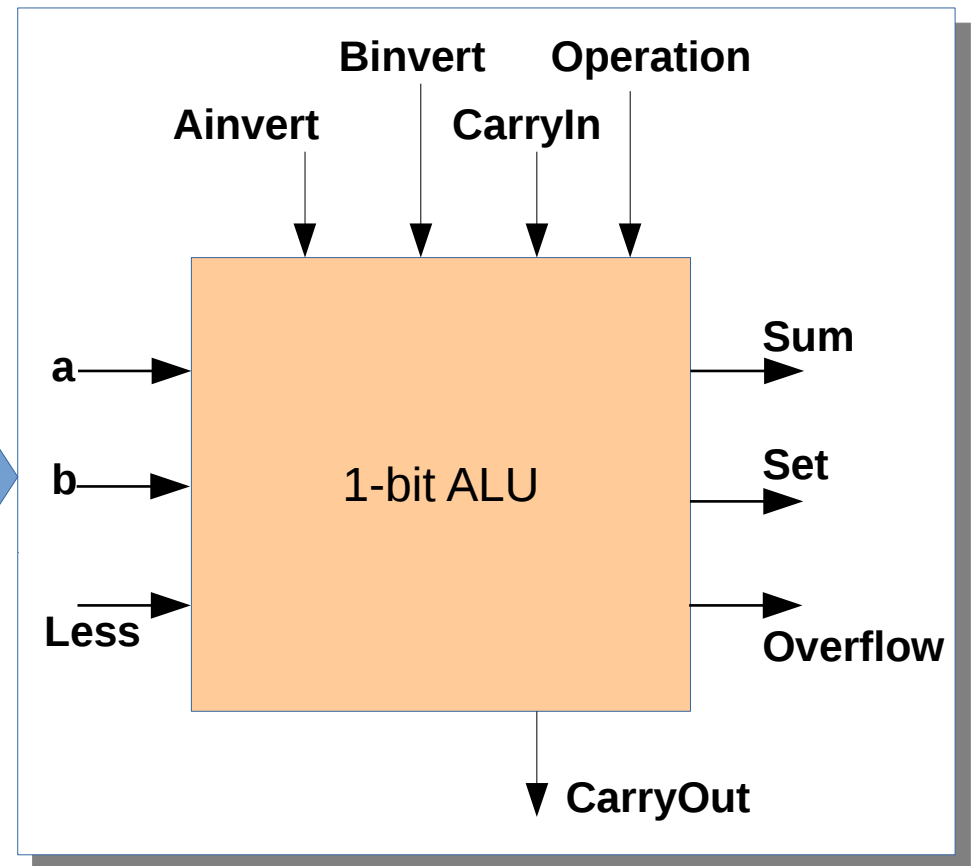 Binvert Operation
Ainvert CarryIn
Sum
a
Set
b
1-bit ALU
Less
Overflow
CarryOut